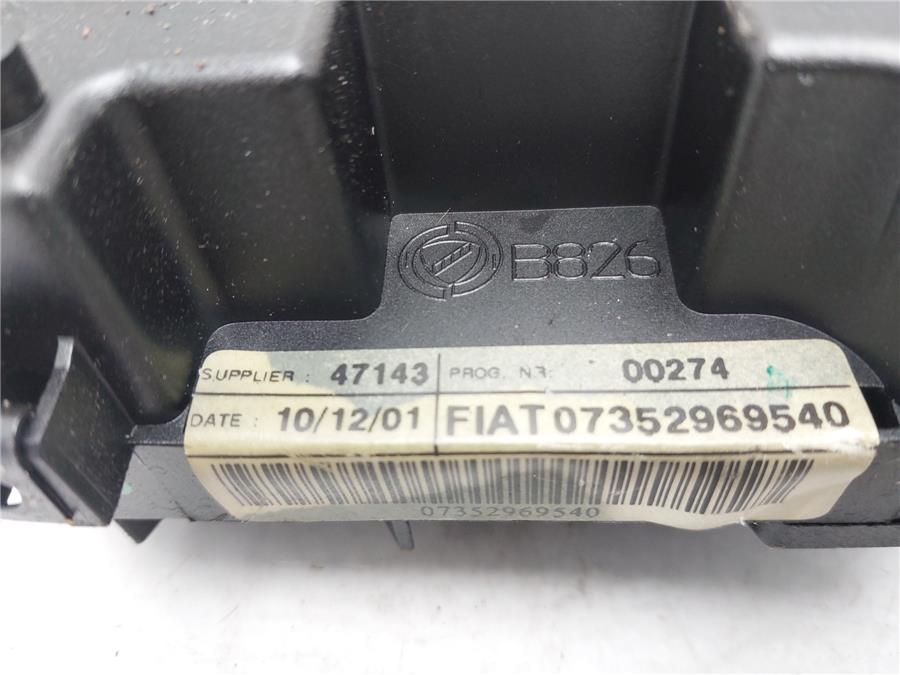 B826
SUPPLIER : 47143 PROG. NR: 00274
DATE : 10/12/01 FIAT 07352969540
07352969540